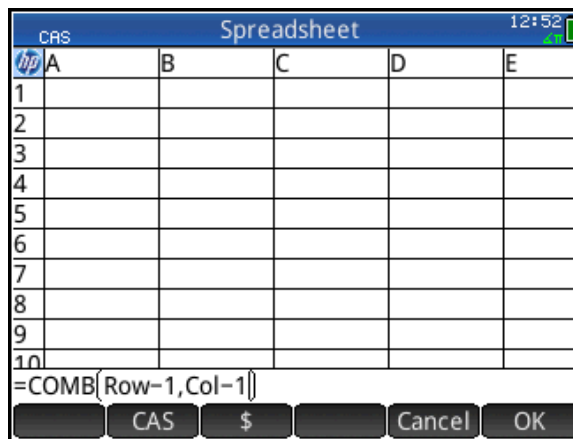 CAS Spreadsheet 12:52
∡π
hp A B C D E
1
2
3
4
5
6
7
8
9
10
=COMB(Row-1,Col-1)
CAS $ Cancel OK